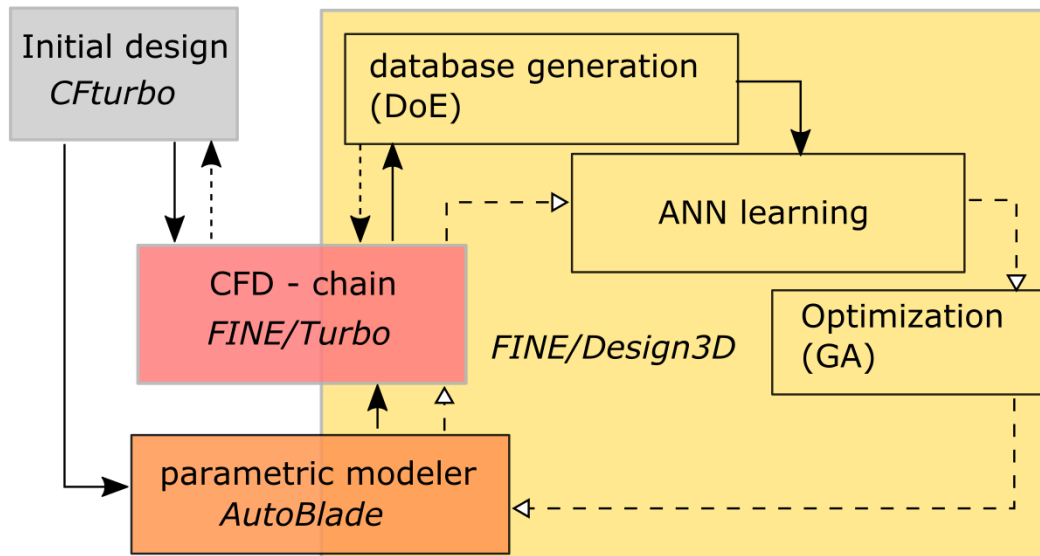 Initial design
CFturbo
database generation
(DoE)
ANN learning
CFD - chain
FINE/Turbo
FINE/Design3D
Optimization
(GA)
parametric modeler
AutoBlade